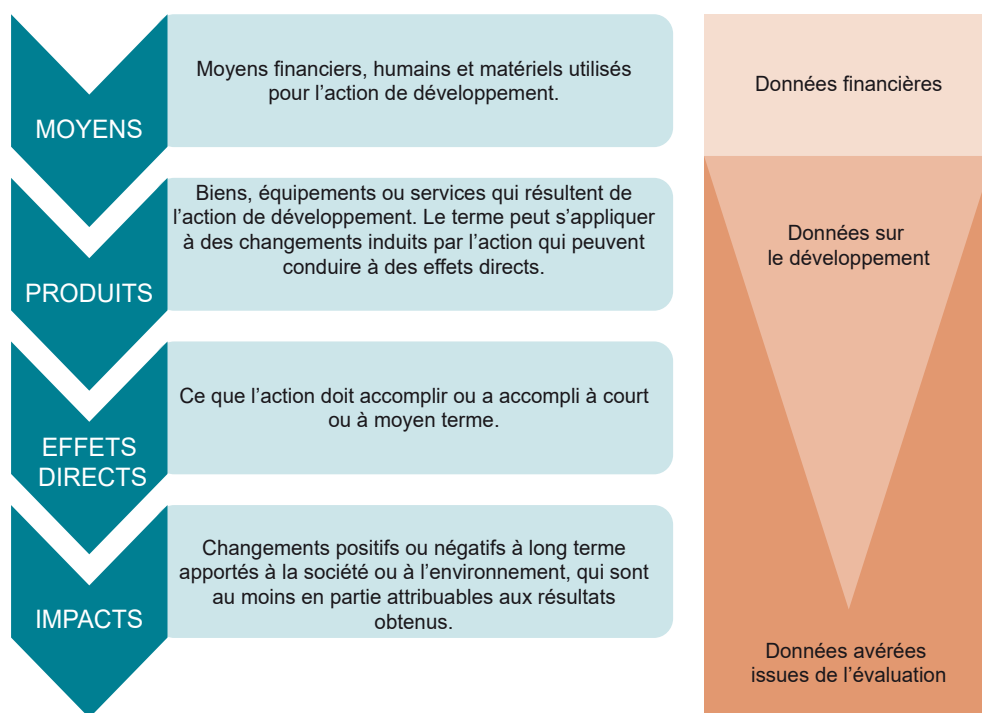 MOYENS
Moyens financiers, humains et matériels utilisés
pour l’action de développement.
Données financières
PRODUITS
Biens, équipements ou services qui résultent de
l’action de développement. Le terme peut s’appliquer
à des changements induits par l’action qui peuvent
conduire à des effets directs.
Données sur
le développement
EFFETS
DIRECTS
Ce que l’action doit accomplir ou a accompli à court
ou à moyen terme.
IMPACTS
Changements positifs ou négatifs à long terme
apportés à la société ou à l’environnement, qui sont
au moins en partie attribuables aux résultats
obtenus.
Données avérées
issues de l’évaluation